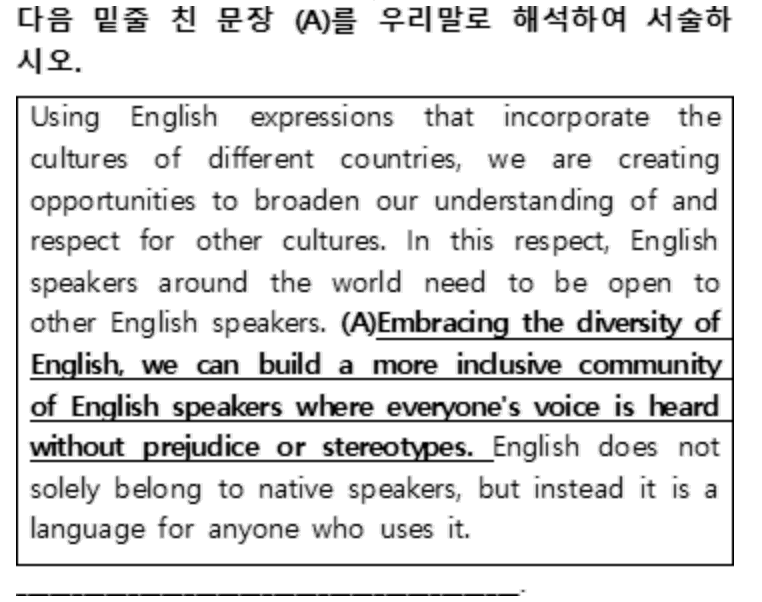 다음 밑줄 친 문장 (A)를 우리말로 해석하여 서술하
시오.
Using English expressions that incorporate the
cultures of different countries, we are creating
opportunities to broaden our understanding of and
respect for other cultures. In this respect, English
speakers around the world need to be open to
other English speakers. (A)Embracing the diversity of
English, we can build a more inclusive community
of English speakers where everyone's voice is heard
without prejudice or stereotypes. English does not
solely belong to native speakers, but instead it is a
language for anyone who uses it.